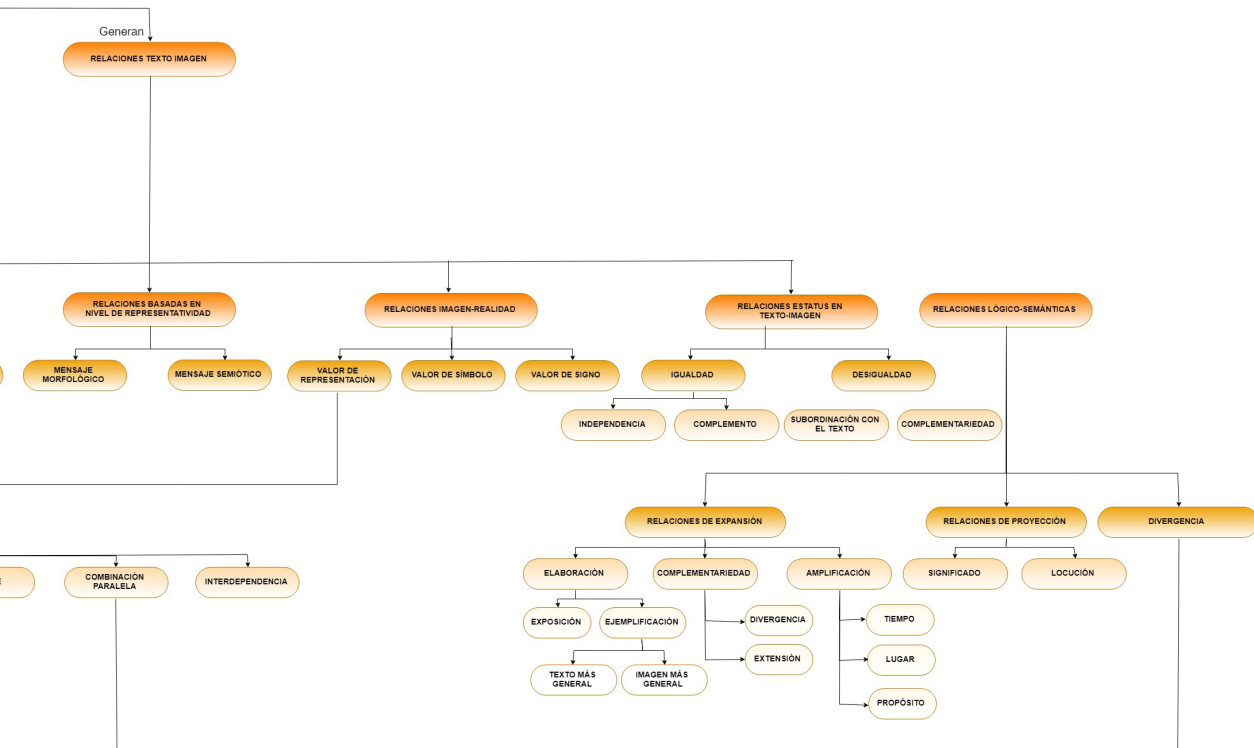 Generan
RELACIONES TEXTO IMAGEN
RELACIONES BASADAS EN
NIVEL DE REPRESENTATIVIDAD
RELACIONES IMAGEN-REALIDAD
RELACIONES ESTATUS EN
TEXTO-IMAGEN
RELACIONES LÓGICO-SEMÁNTICAS
MENSAJE
MORFOLÓGICO
MENSAJE SEMIÓTICO
VALOR DE
REPRESENTACIÓN
VALOR DE SÍMBOLO
VALOR DE SIGNO
IGUALDAD
DESIGUALDAD
INDEPENDENCIA
COMPLEMENTO
SUBORDINACIÓN CON
EL TEXTO
COMPLEMENTARIEDAD
RELACIONES DE EXPANSIÓN
RELACIONES DE PROYECCIÓN
DIVERGENCIA
E
COMBINACIÓN
PARALELA
INTERDEPENDENCIA
ELABORACIÓN
COMPLEMENTARIEDAD
AMPLIFICACIÓN
SIGNIFICADO
LOCUCIÓN
EXPOSICIÓN
EJEMPLIFICACIÓN
DIVERGENCIA
TIEMPO
EXTENSIÓN
LUGAR
TEXTO MÁS
GENERAL
IMAGEN MÁS
GENERAL
PROPÓSITO